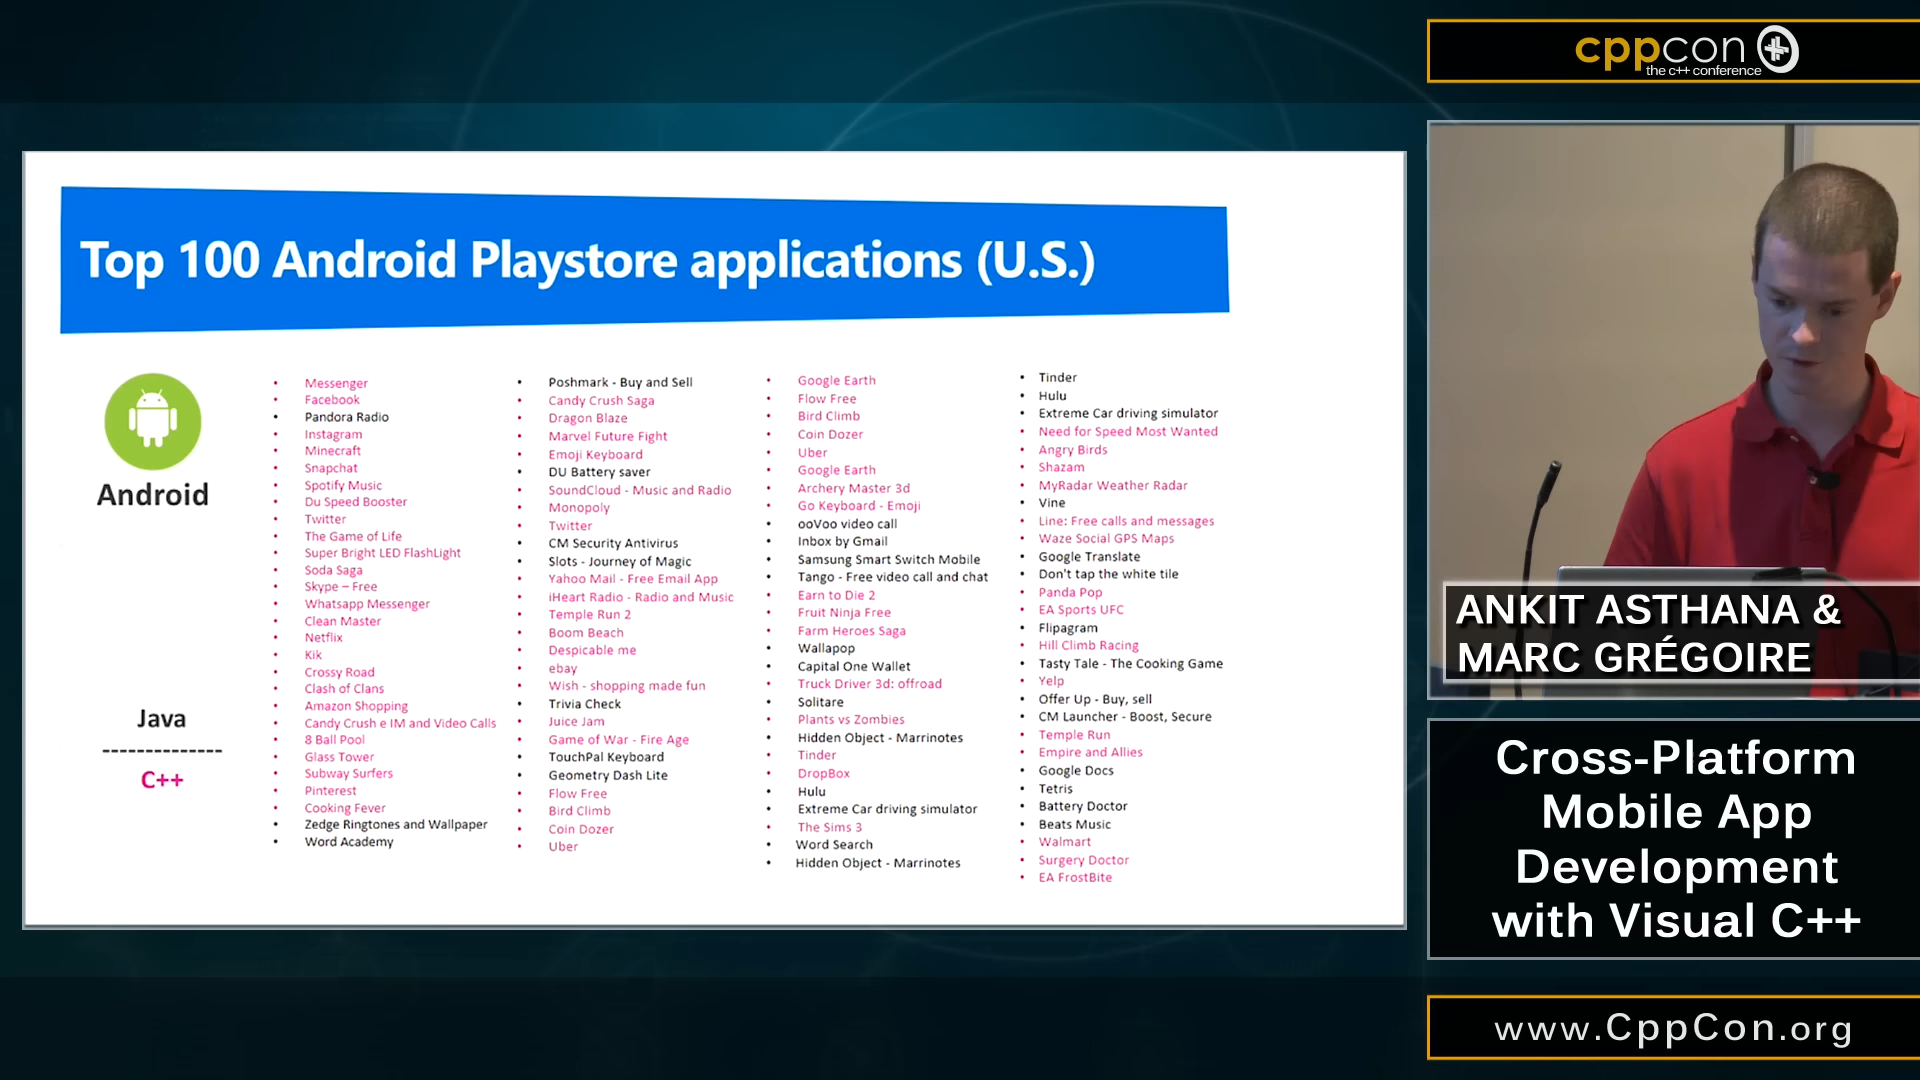 cppcon
the c++ conference
Top 100 Android Playstore applications (U.S.)
Android
Java
--------------
C++
Messenger
Facebook
Pandora Radio
Instagram
Minecraft
Snapchat
Spotify Music
Du Speed Booster
Twitter
The Game of Life
Super Bright LED FlashLight
Soda Saga
Skype – Free
Whatsapp Messenger
Clean Master
Netflix
Kik
Crossy Road
Clash of Clans
Amazon Shopping
Candy Crush e IM and Video Calls
8 Ball Pool
Glass Tower
Subway Surfers
Pinterest
Cooking Fever
Zedge Ringtones and Wallpaper
Word Academy
Poshmark - Buy and Sell
Candy Crush Saga
Dragon Blaze
Marvel Future Fight
Emoji Keyboard
DU Battery saver
SoundCloud - Music and Radio
Monopoly
Twitter
CM Security Antivirus
Slots - Journey of Magic
Yahoo Mail - Free Email App
iHeart Radio - Radio and Music
Temple Run 2
Boom Beach
Despicable me
ebay
Wish - shopping made fun
Trivia Check
Juice Jam
Game of War - Fire Age
TouchPal Keyboard
Geometry Dash Lite
Flow Free
Bird Climb
Coin Dozer
Uber
Google Earth
Flow Free
Bird Climb
Coin Dozer
Uber
Google Earth
Archery Master 3d
Go Keyboard - Emoji
ooVoo video call
Inbox by Gmail
Samsung Smart Switch Mobile
Tango - Free video call and chat
Earn to Die 2
Fruit Ninja Free
Farm Heroes Saga
Wallapop
Capital One Wallet
Truck Driver 3d: offroad
Solitare
Plants vs Zombies
Hidden Object - Marrinotes
Tinder
DropBox
Hulu
Extreme Car driving simulator
The Sims 3
Word Search
Hidden Object - Marrinotes
Tinder
Hulu
Extreme Car driving simulator
Need for Speed Most Wanted
Angry Birds
Shazam
MyRadar Weather Radar
Vine
Line: Free calls and messages
Waze Social GPS Maps
Google Translate
Don't tap the white tile
Panda Pop
EA Sports UFC
Flipagram
Hill Climb Racing
Tasty Tale - The Cooking Game
Yelp
Offer Up - Buy, sell
CM Launcher - Boost, Secure
Temple Run
Empire and Allies
Google Docs
Tetris
Battery Doctor
Beats Music
Walmart
Surgery Doctor
EA FrostBite
ANKIT ASTHANA &
MARC GRÉGOIRE
Cross-Platform
Mobile App
Development
with Visual C++
www.CppCon.org